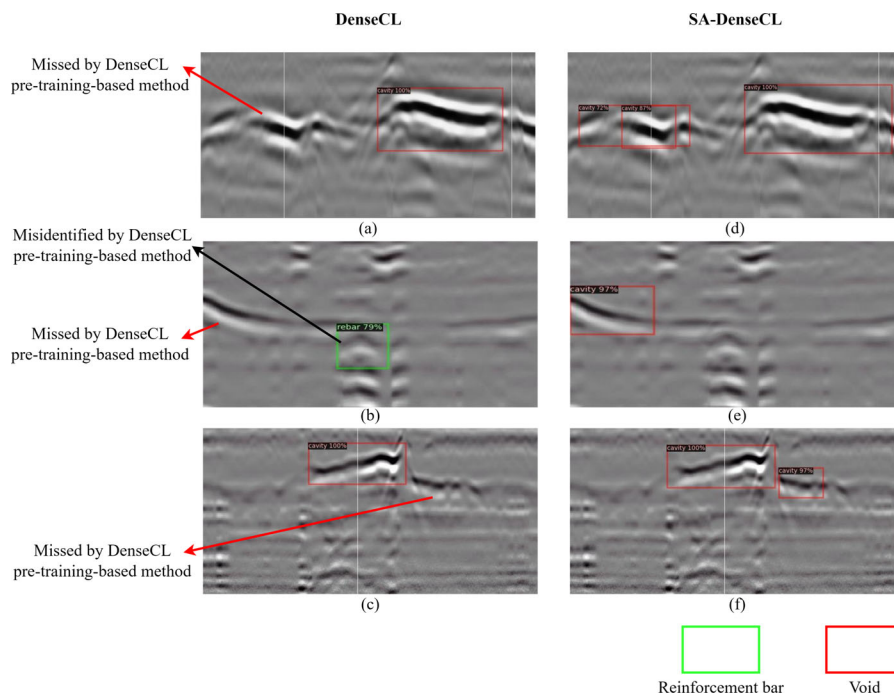 DenseCL
SA-DenseCL
Missed by DenseCL
pre-training-based method
cavity 100%
cavity 72%
cavity 87%
cavity 100%
(a)
(d)
Misidentified by DenseCL
pre-training-based method
Missed by DenseCL
pre-training-based method
rebar 79%
cavity 97%
(b)
(e)
cavity 100%
cavity 100%
cavity 97%
Missed by DenseCL
pre-training-based method
(c)
(f)
Reinforcement bar
Void